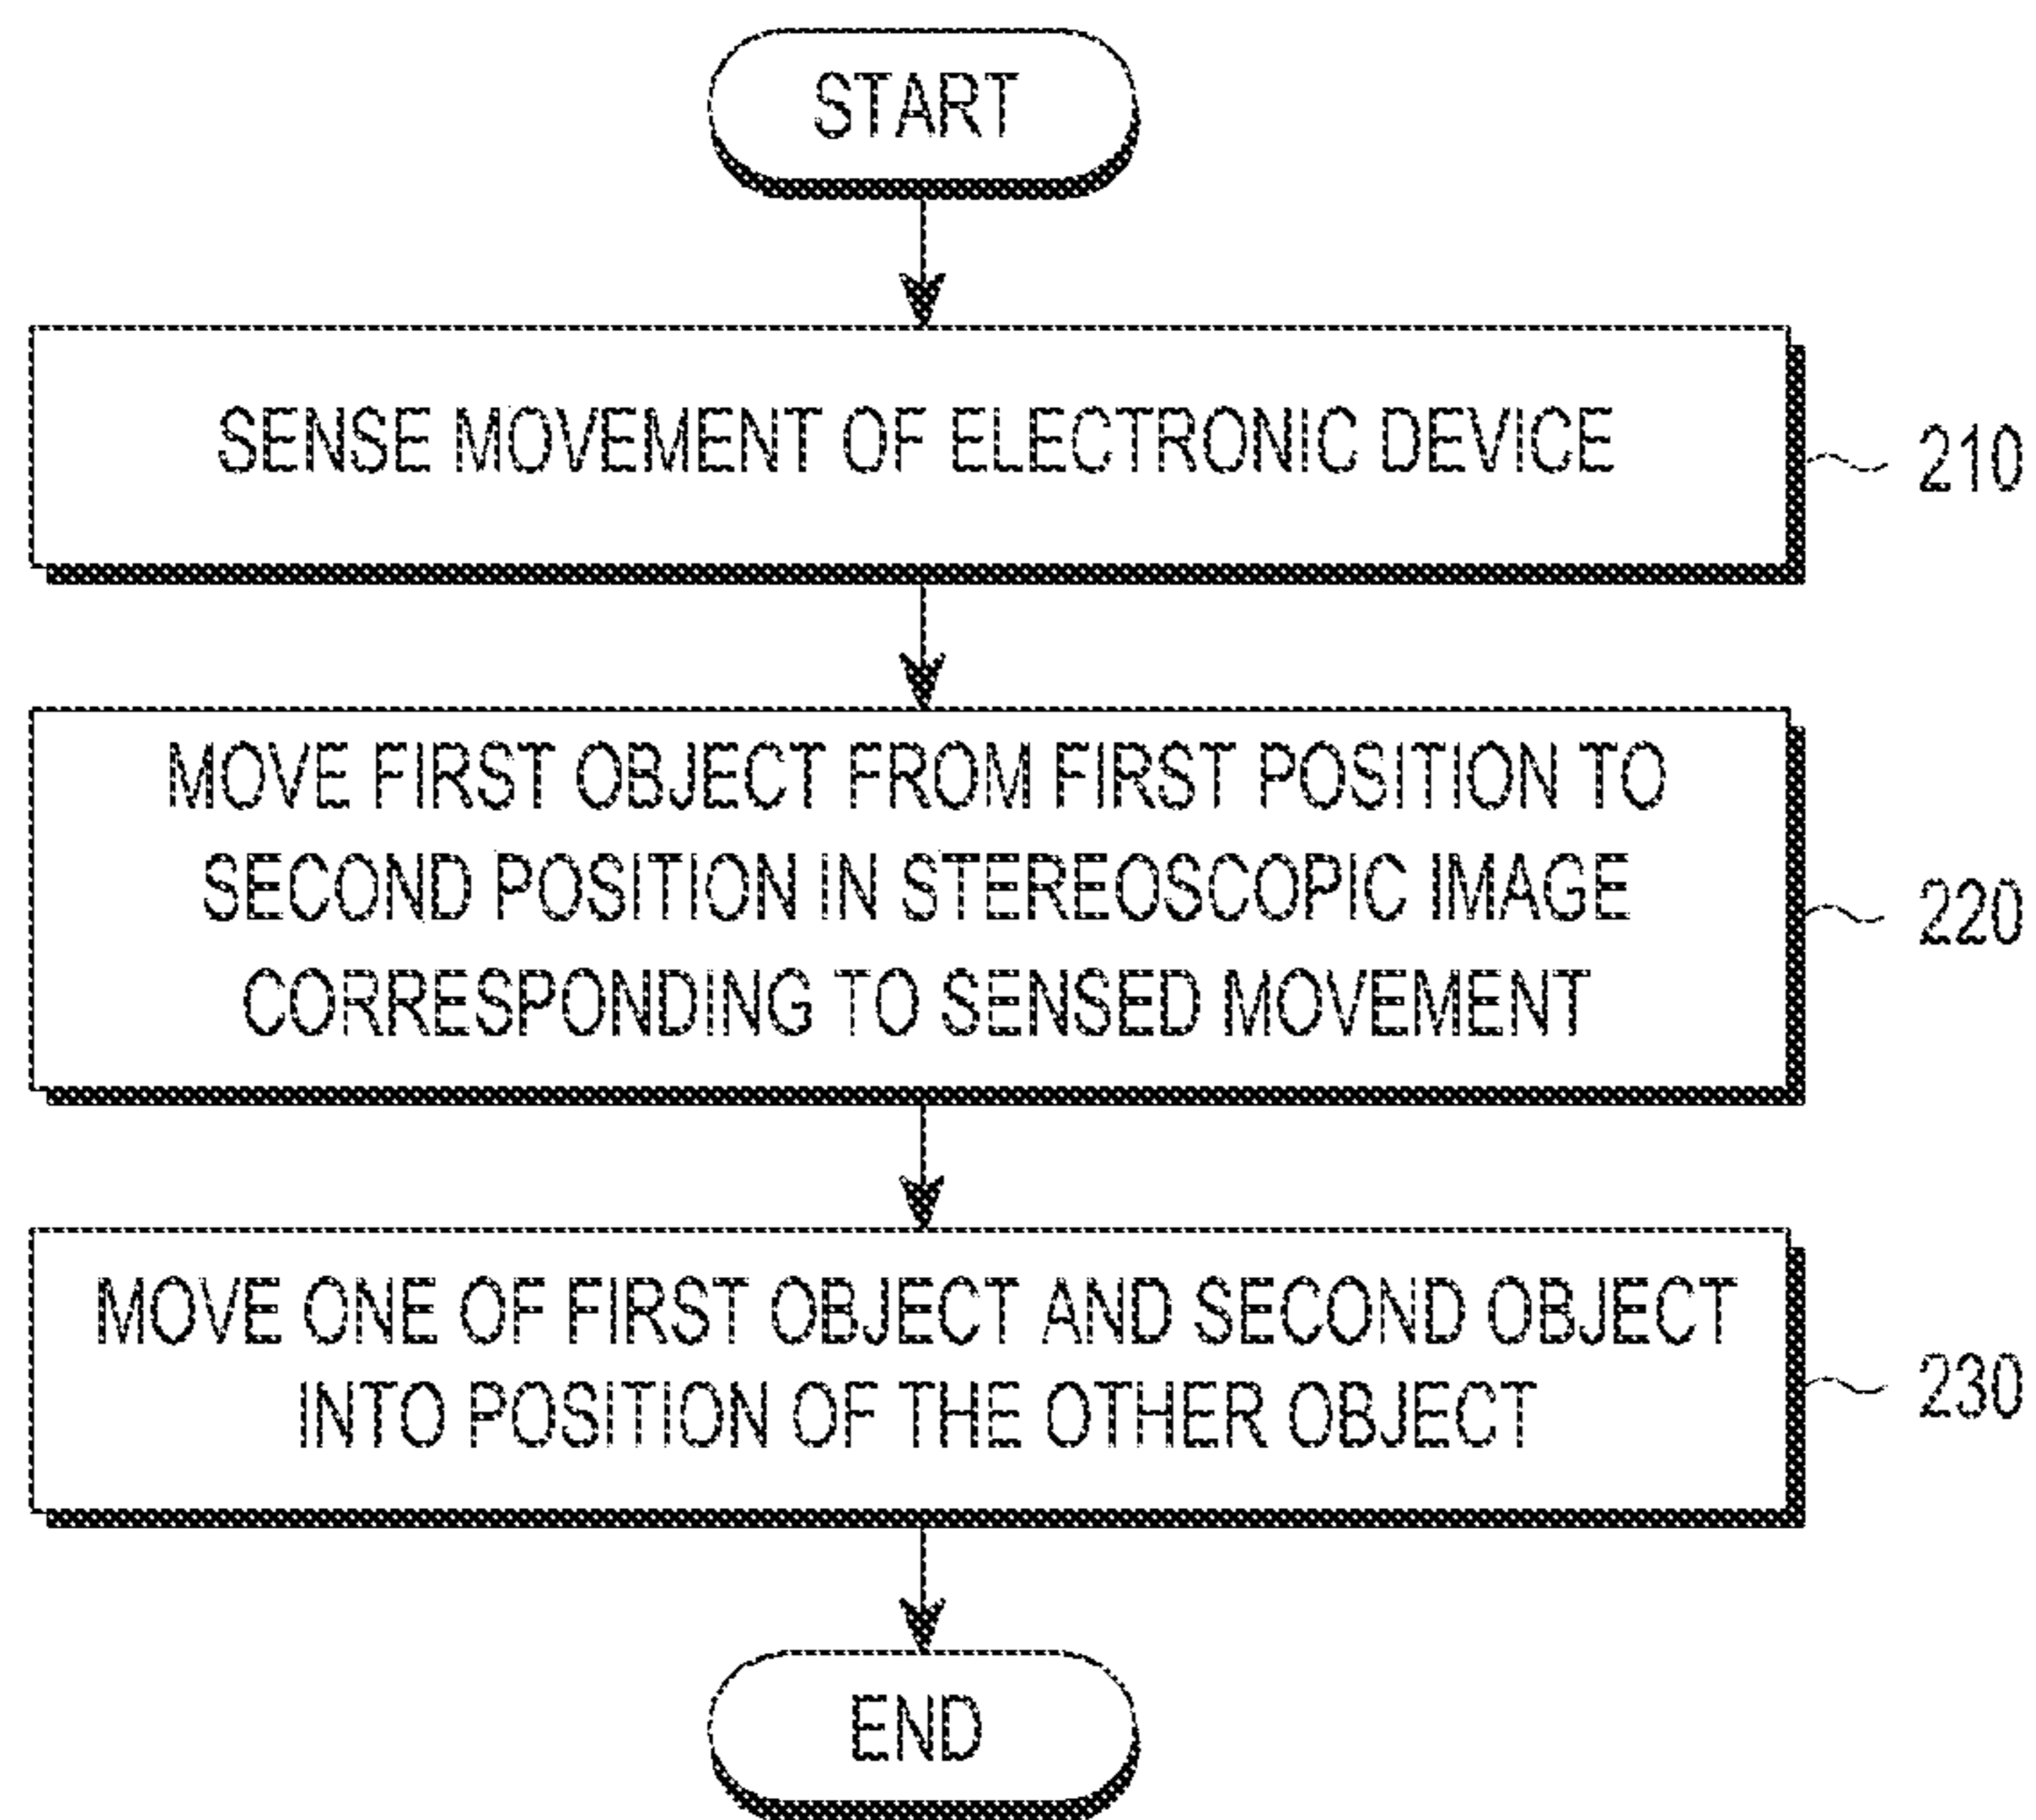 START
SENSE MOVEMENT OF ELECTRONIC DEVICE
210
MOVE FIRST OBJECT FROM FIRST POSITION TO
SECOND POSITION IN STEREOSCOPIC IMAGE
CORRESPONDING TO SENSED MOVEMENT
220
MOVE ONE OF FIRST OBJECT AND SECOND OBJECT
INTO POSITION OF THE OTHER OBJECT
230
END